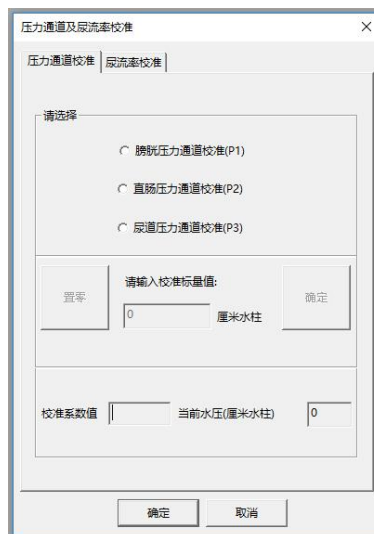 压力通道及尿流率校准
压力通道校准 尿流率校准
请选择
膀胱压力通道校准(P1)
直肠压力通道校准(P2)
尿道压力通道校准(P3)
置零 请输入校准标量值: 确定
0 厘米水柱
校准系数值 当前水压(厘米水柱) 0
确定 取消